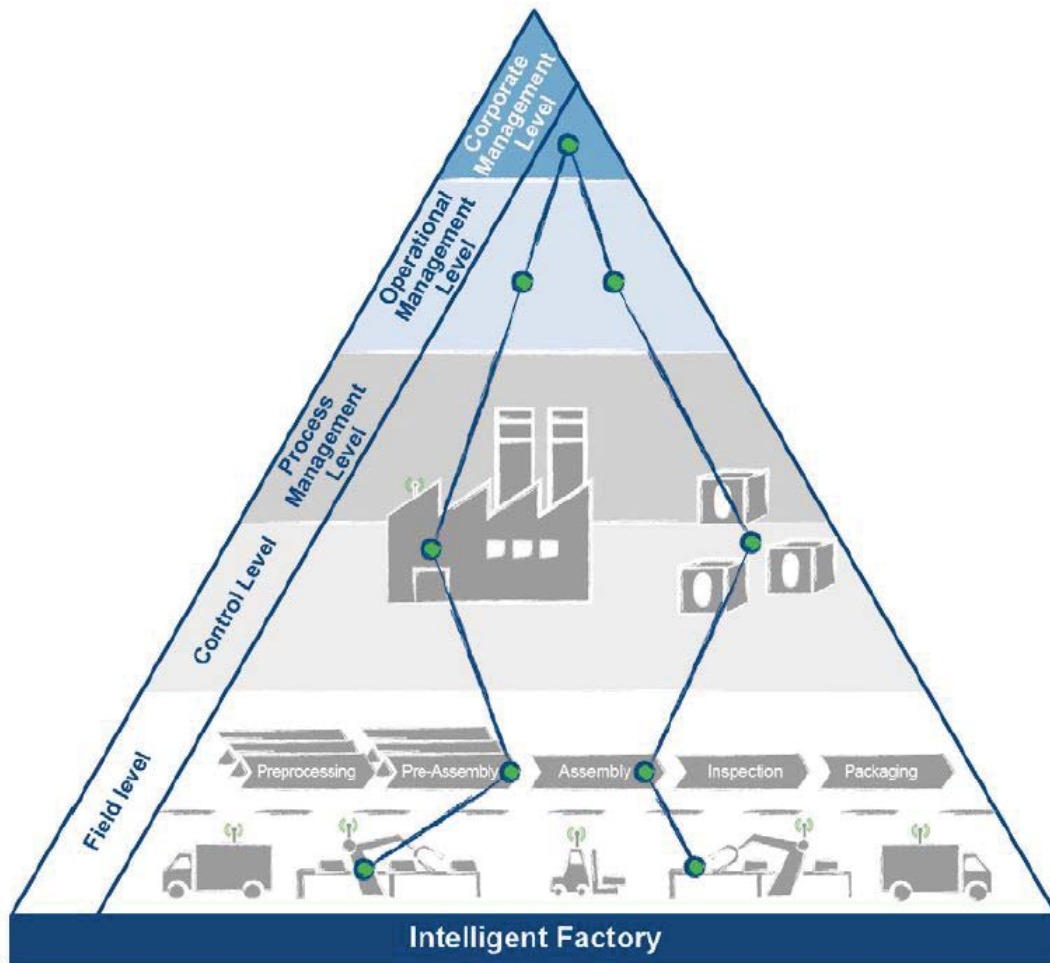 Corporate
Management
Level
Operational
Management
Level
Process
Management
Level
Control Level
Field level
Preprocessing
Pre-Assembly
Assembly
Inspection
Packaging
Intelligent Factory